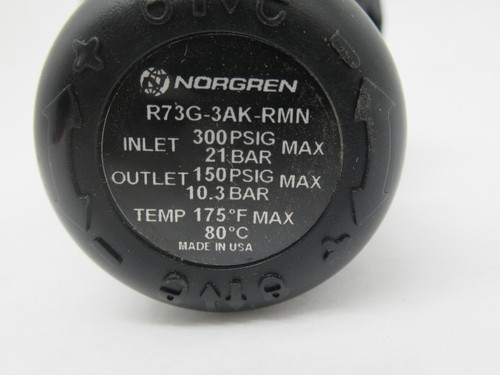 NORGREN
R73G-3AK-RMN
INLET 300 PSIG MAX
21 BAR
OUTLET 150 PSIG MAX
10.3 BAR
TEMP 175°F MAX
80°C
MADE IN USA